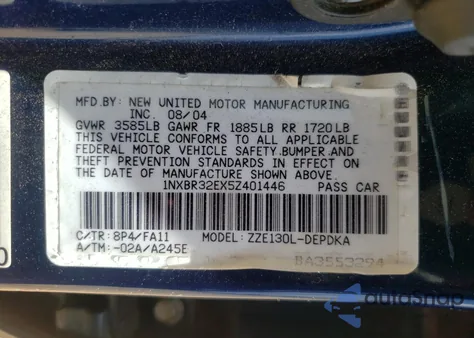 MFD.BY: NEW UNITED MOTOR MANUFACTURING
INC. 08/04
GVWR 3585LB GAWR FR 1885LB RR 1720LB
THIS VEHICLE CONFORMS TO ALL APPLICABLE
FEDERAL MOTOR VEHICLE SAFETY,BUMPER,AND
THEFT PREVENTION STANDARDS IN EFFECT ON
THE DATE OF MANUFACTURE SHOWN ABOVE.
1NXBR32EX5Z401446 PASS CAR
C/TR: 8P4/FA11 MODEL: ZZE130L-DEPDKA
A/TM: -02A/A245E
BA3553294
0
autoSnap